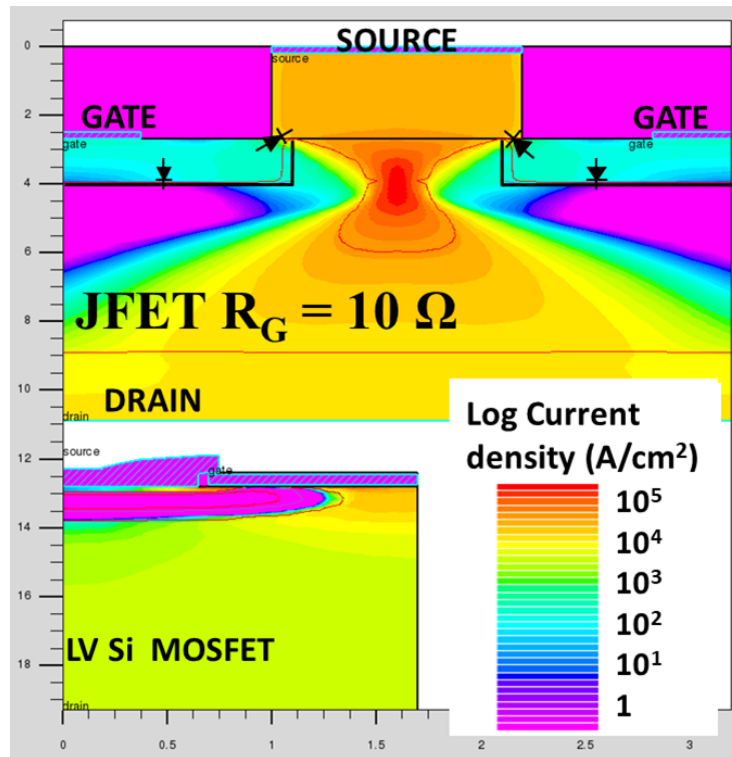 0
SOURCE
source
2
GATE
GATE
gate
gate
4
6
8
JFET R_G = 10 Ω
10
DRAIN
drain
Log Current
density (A/cm²)
12
source
gate
10⁵
10⁴
14
10³
16
10²
10¹
LV Si MOSFET
18
1
drain
0
0.5
1
1.5
2
2.5
3